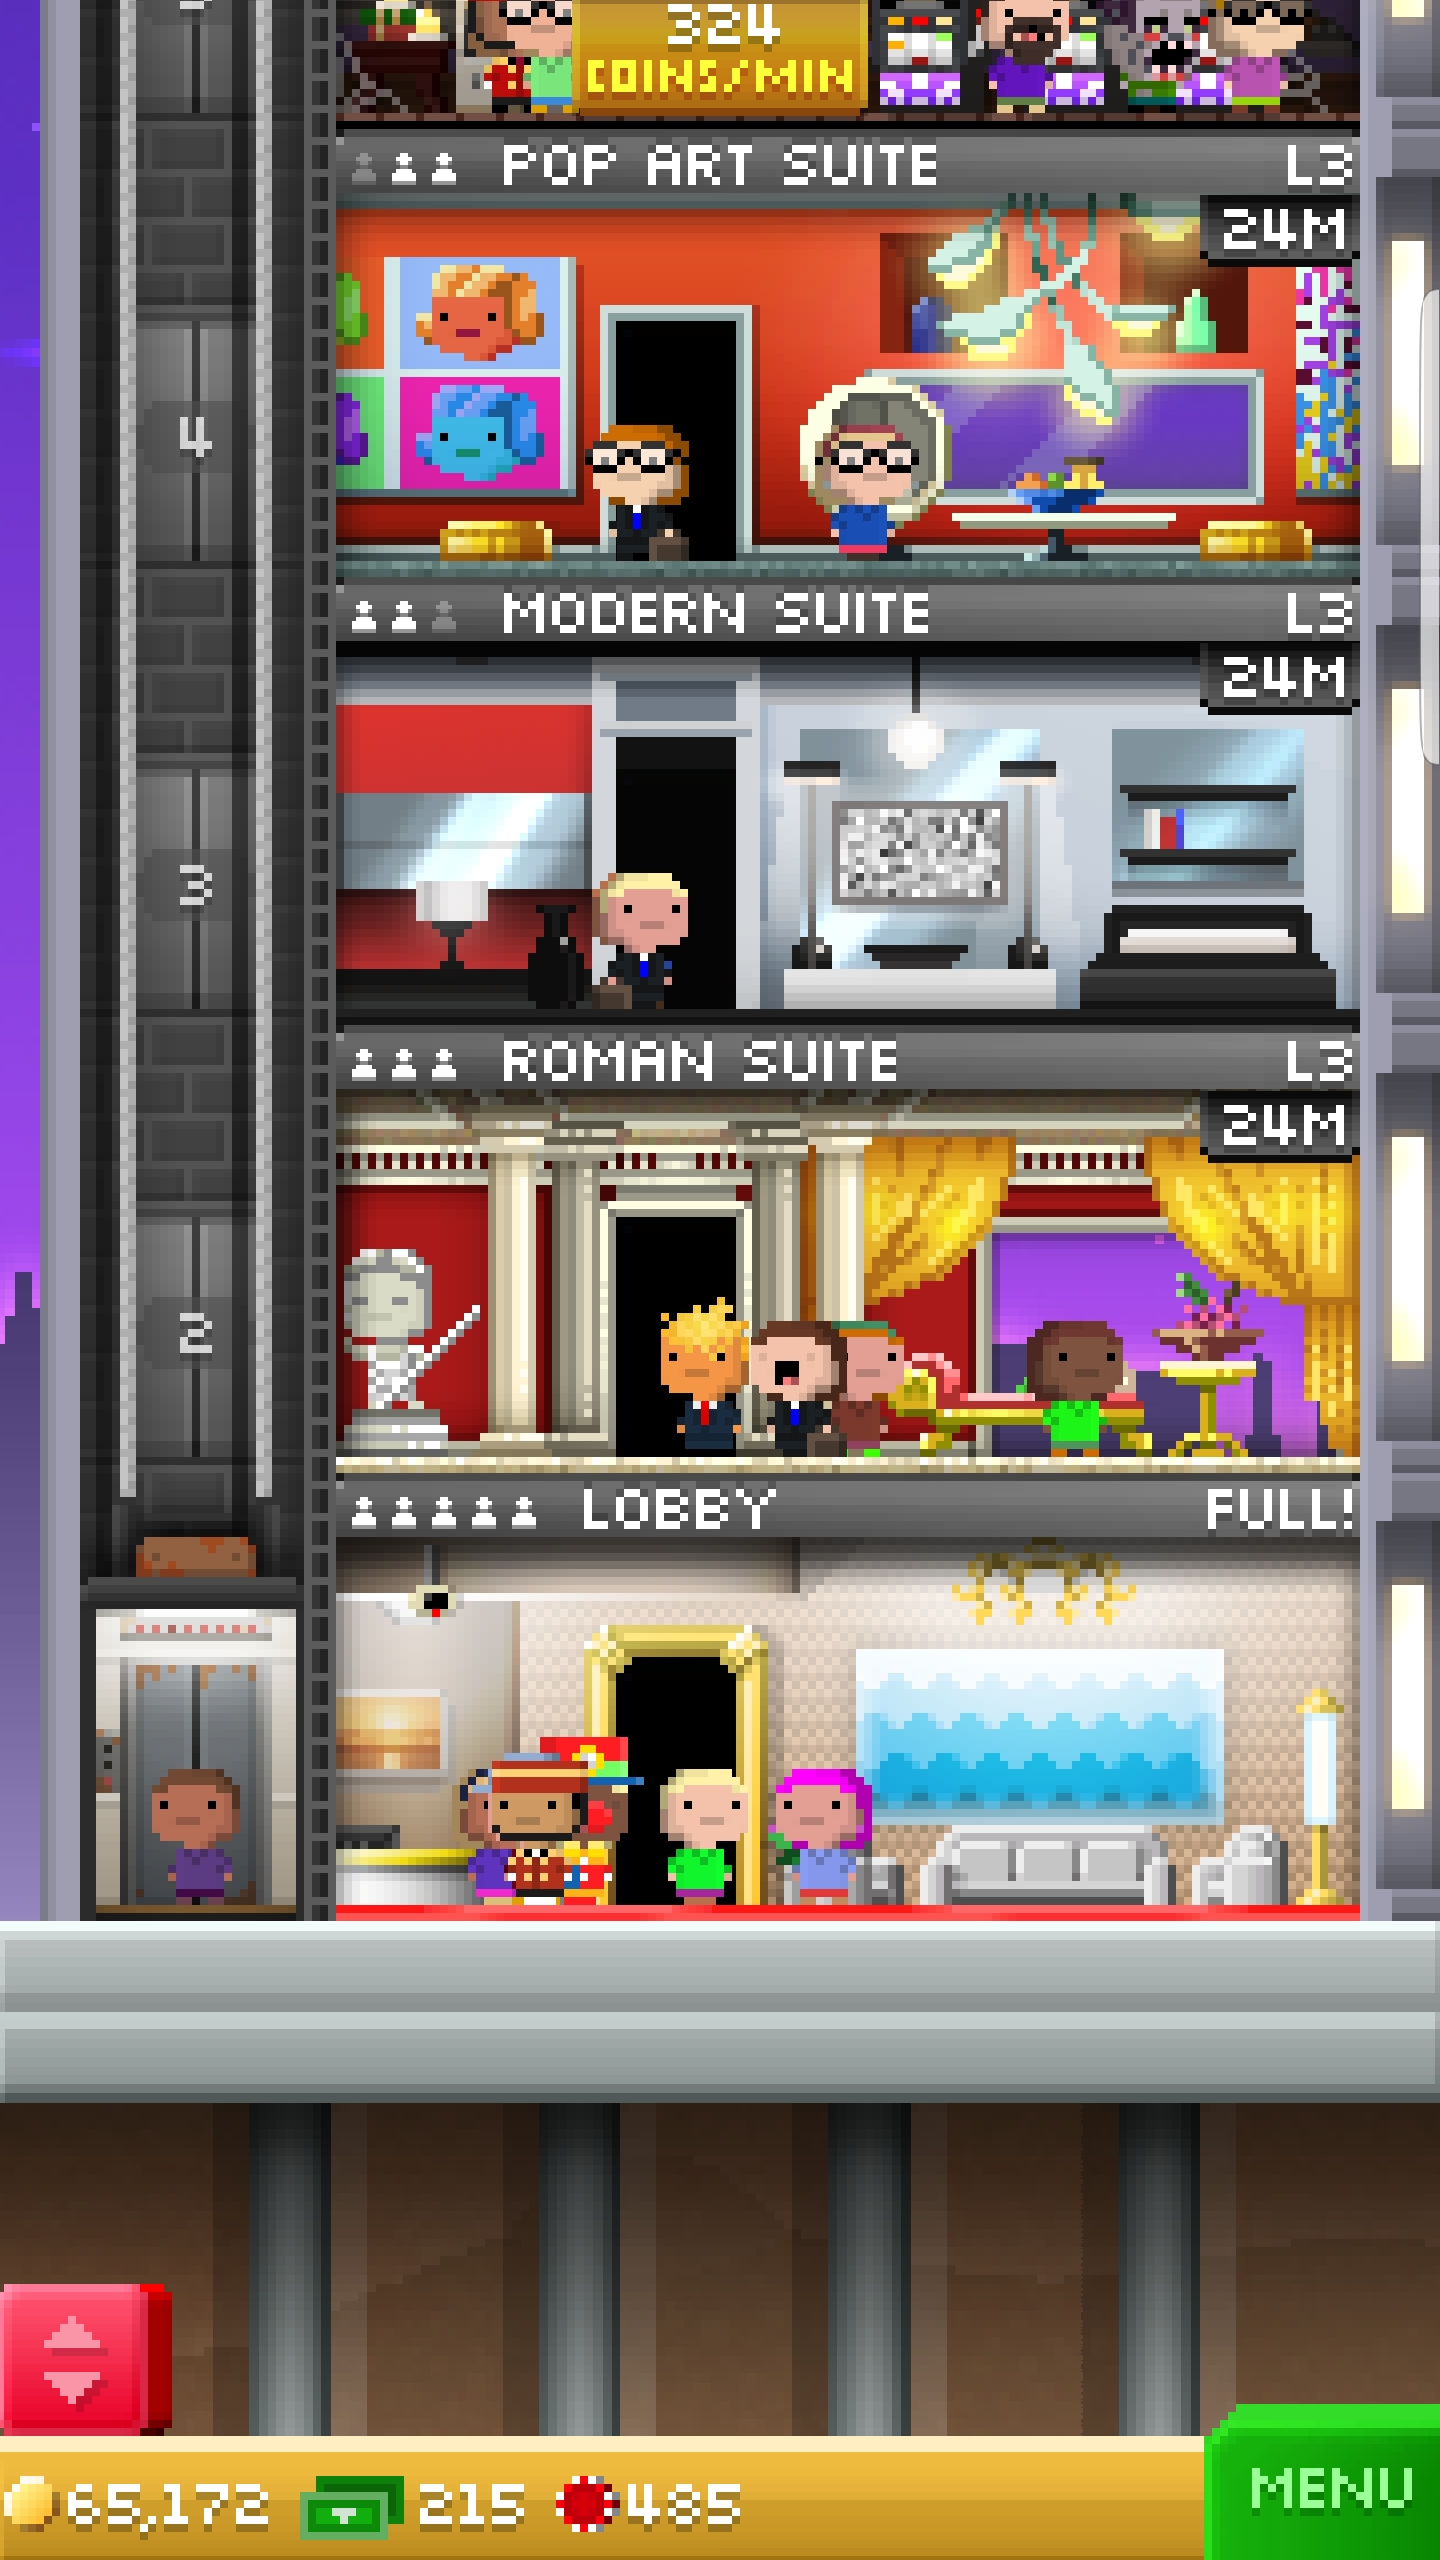 324
COINS/MIN
POP ART SUITE L3
24M
4
MODERN SUITE L3
24M
3
ROMAN SUITE L3
24M
2
LOBBY FULL!
65,172 215 485
MENU